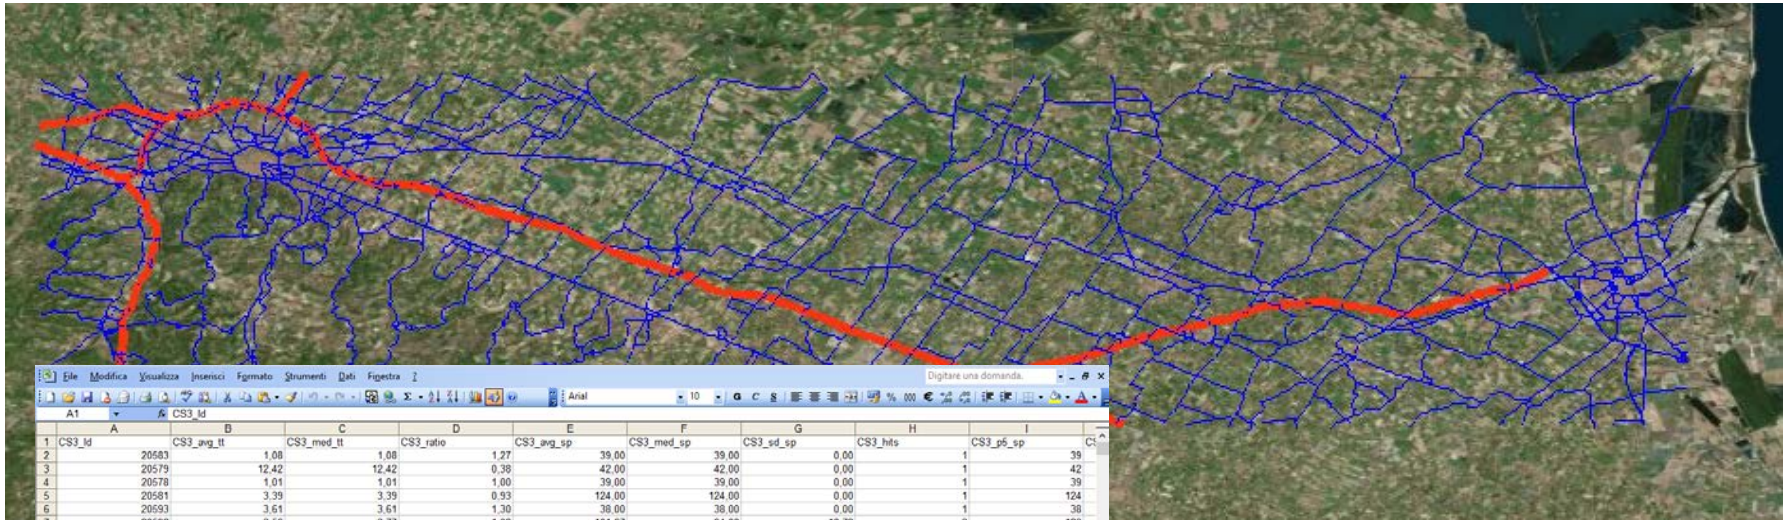 File Modifica Visualizza Inserisci Formato Strumenti Dati Finestra ? Digitare una domanda.
Arial 10 G C S % 000 €
A1 fx CS3_Id
A B C D E F G H I
1 CS3_Id CS3_avg_tt CS3_med_tt CS3_ratio CS3_avg_sp CS3_med_sp CS3_sd_sp CS3_hits CS3_p5_sp
2 20583 1,08 1,08 1,27 39,00 39,00 0,00 1 39
3 20579 12,42 12,42 0,38 42,00 42,00 0,00 1 42
4 20578 1,01 1,01 1,00 39,00 39,00 0,00 1 39
5 20581 3,39 3,39 0,93 124,00 124,00 0,00 1 124
6 20593 3,61 3,61 1,30 38,00 38,00 0,00 1 38